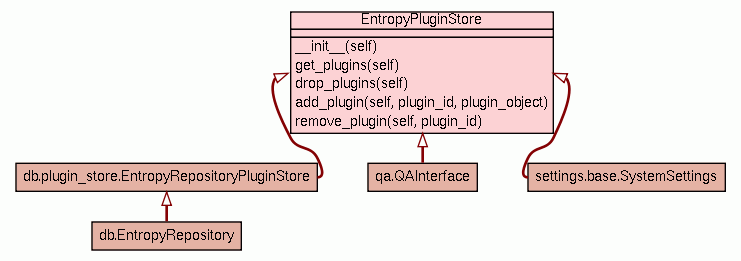 EntropyPluginStore
__init__(self)
get_plugins(self)
drop_plugins(self)
add_plugin(self, plugin_id, plugin_object)
remove_plugin(self, plugin_id)
db.plugin_store.EntropyRepositoryPluginStore
qa.QAInterface
settings.base.SystemSettings
db.EntropyRepository